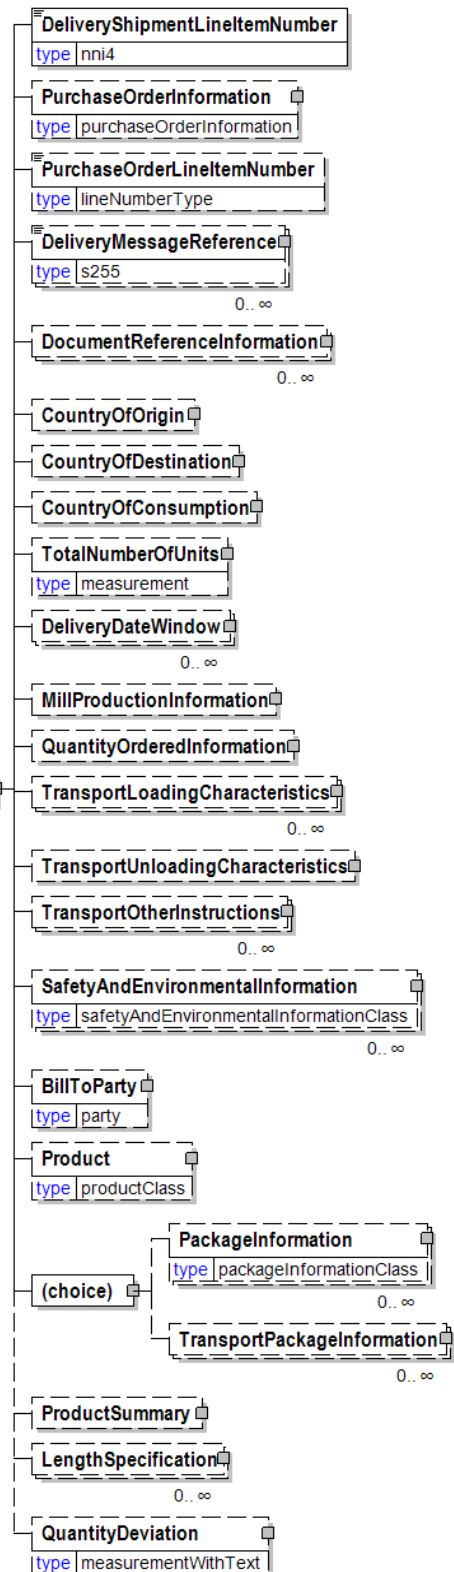 DeliveryShipmentLineItemNumber
type nni4
PurchaseOrderInformation
type purchaseOrderInformation
PurchaseOrderLineItemNumber
type lineNumberType
DeliveryMessageReference
type s255
0.. ∞
DocumentReferenceInformation
0.. ∞
CountryOfOrigin
CountryOfDestination
CountryOfConsumption
TotalNumberOfUnits
type measurement
DeliveryDateWindow
0.. ∞
MillProductionInformation
QuantityOrderedInformation
TransportLoadingCharacteristics
0.. ∞
TransportUnloadingCharacteristics
TransportOtherInstructions
0.. ∞
SafetyAndEnvironmentalInformation
type safetyAndEnvironmentalInformationClass
0.. ∞
BillToParty
type party
Product
type productClass
PackageInformation
type packageInformationClass
0.. ∞
(choice)
TransportPackageInformation
0.. ∞
ProductSummary
LengthSpecification
0.. ∞
QuantityDeviation
type measurementWithText